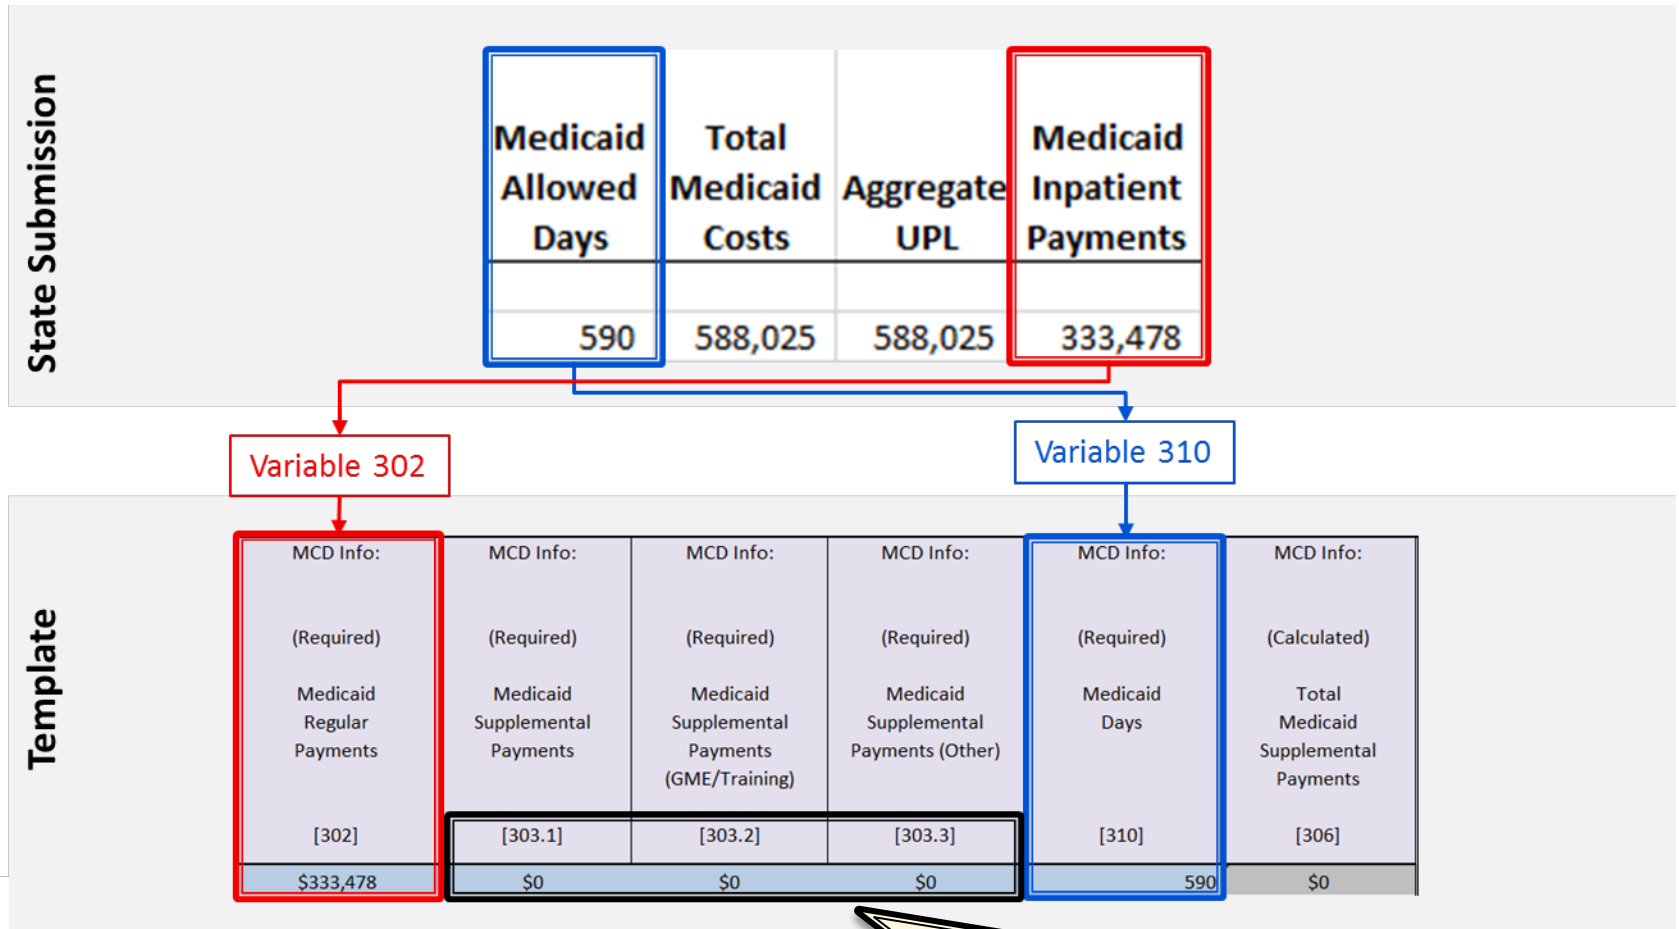 State Submission
Medicaid Allowed Days
Total Medicaid Costs
Aggregate UPL
Medicaid Inpatient Payments
590 588,025 588,025 333,478
Variable 302
Variable 310
Template
MCD Info: MCD Info: MCD Info: MCD Info: MCD Info: MCD Info:
(Required) (Required) (Required) (Required) (Required) (Calculated)
Medicaid Regular Payments
Medicaid Supplemental Payments
Medicaid Supplemental Payments (GME/Training)
Medicaid Supplemental Payments (Other)
Medicaid Days
Total Medicaid Supplemental Payments
[302] [303.1] [303.2] [303.3] [310] [306]
$333,478 $0 $0 $0 590 $0